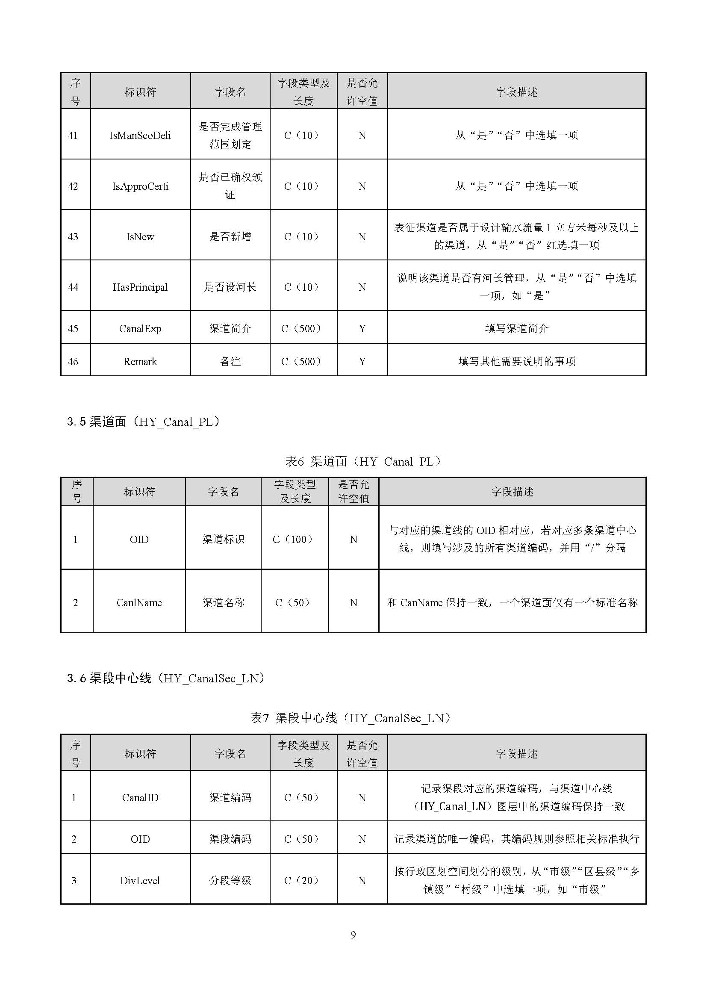 序号 标识符 字段名 字段类型及长度 是否允许空值 字段描述
41 IsManScoDeli 是否完成管理范围划定 C（10） N 从“是”“否”中选填一项
42 IsApproCerti 是否已确权颁证 C（10） N 从“是”“否”中选填一项
43 IsNew 是否新增 C（10） N 表征渠道是否属于设计输水流量 1 立方米每秒及以上的渠道，从“是”“否”红选填一项
44 HasPrincipal 是否设河长 C（10） N 说明该渠道是否有河长管理，从“是”“否”中选填一项，如“是”
45 CanalExp 渠道简介 C（500） Y 填写渠道简介
46 Remark 备注 C（500） Y 填写其他需要说明的事项
3.5 渠道面（HY_Canal_PL）
表6 渠道面（HY_Canal_PL）
序号 标识符 字段名 字段类型及长度 是否允许空值 字段描述
1 OID 渠道标识 C（100） N 与对应的渠道线的 OID 相对应，若对应多条渠道中心线，则填写涉及的所有渠道编码，并用“/”分隔
2 CanlName 渠道名称 C（50） N 和 CanName 保持一致，一个渠道面仅有一个标准名称
3.6 渠段中心线（HY_CanalSec_LN）
表7 渠段中心线（HY_CanalSec_LN）
序号 标识符 字段名 字段类型及长度 是否允许空值 字段描述
1 CanalID 渠道编码 C（50） N 记录渠段对应的渠道编码，与渠道中心线（HY_Canal_LN）图层中的渠道编码保持一致
2 OID 渠段编码 C（50） N 记录渠道的唯一编码，其编码规则参照相关标准执行
3 DivLevel 分段等级 C（20） N 按行政区划空间划分的级别，从“市级”“区县级”“乡镇级”“村级”中选填一项，如“市级”
9